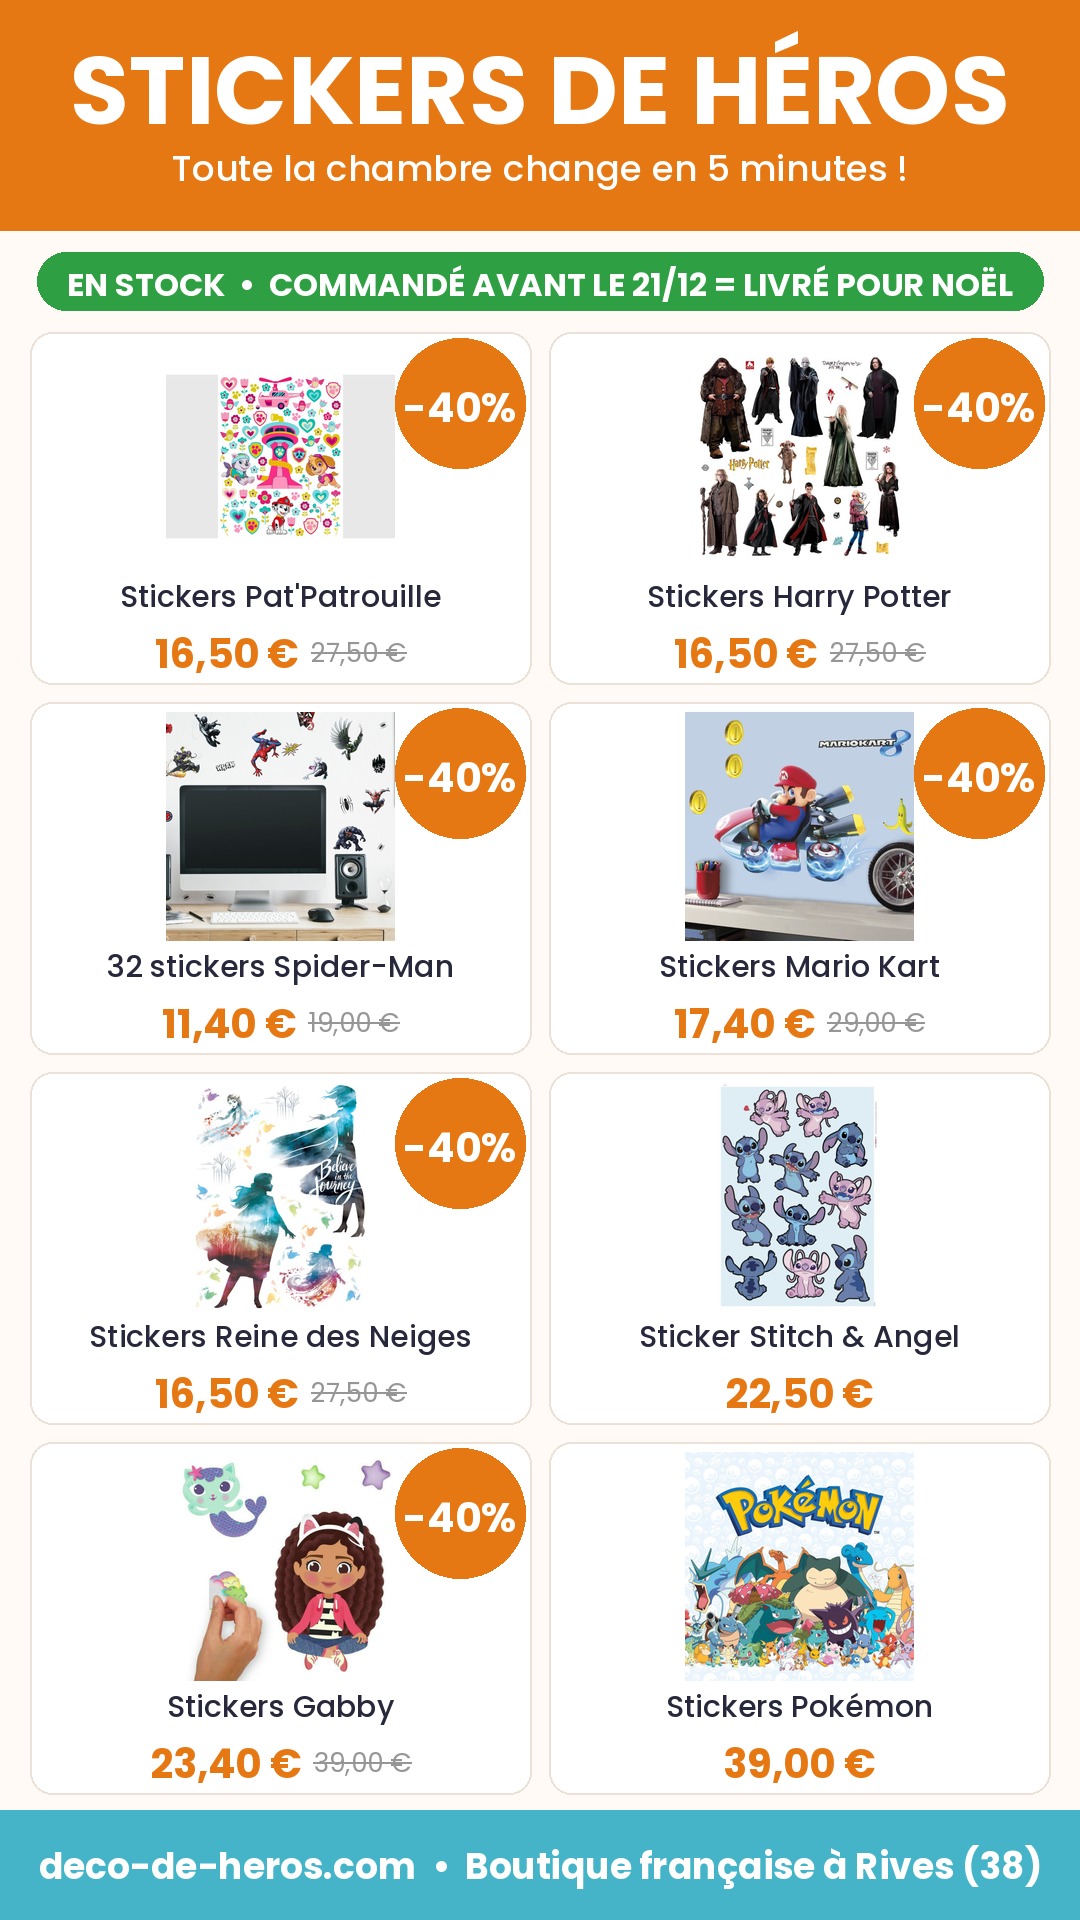 STICKERS DE HÉROS
Toute la chambre change en 5 minutes !
EN STOCK • COMMANDÉ AVANT LE 21/12 = LIVRÉ POUR NOËL
-40%
Stickers Pat'Patrouille
16,50 € 27,50 €
-40%
Harry Potter
Stickers Harry Potter
16,50 € 27,50 €
-40%
32 stickers Spider-Man
11,40 € 19,00 €
MARIOKART 8
-40%
Stickers Mario Kart
17,40 € 29,00 €
-40%
Believe
in the
Journey
Stickers Reine des Neiges
16,50 € 27,50 €
Sticker Stitch & Angel
22,50 €
-40%
Stickers Gabby
23,40 € 39,00 €
POKéMON
Stickers Pokémon
39,00 €
deco-de-heros.com • Boutique française à Rives (38)